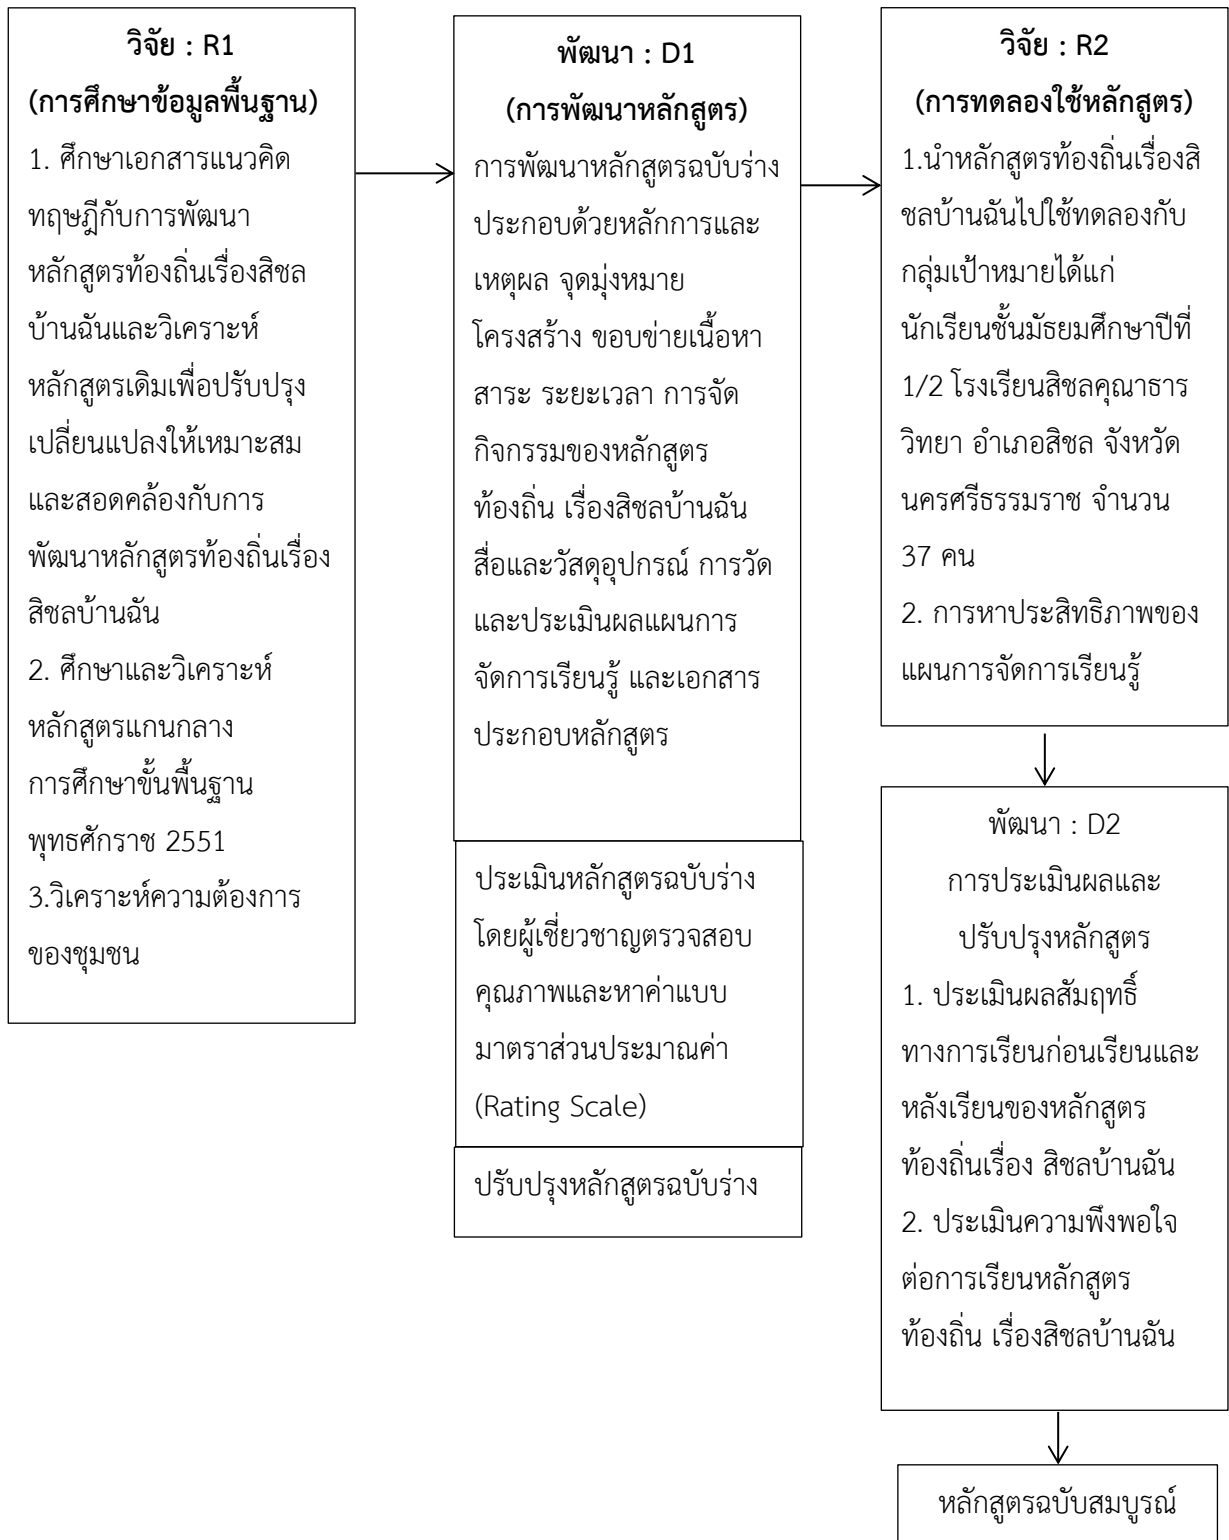 วิจัย : R1
(การศึกษาข้อมูลพื้นฐาน)
1. ศึกษาเอกสารแนวคิด
ทฤษฎีกับการพัฒนา
หลักสูตรท้องถิ่นเรื่องสิชล
บ้านฉันและวิเคราะห์
หลักสูตรเดิมเพื่อปรับปรุง
เปลี่ยนแปลงให้เหมาะสม
และสอดคล้องกับการ
พัฒนาหลักสูตรท้องถิ่นเรื่อง
สิชลบ้านฉัน
2. ศึกษาและวิเคราะห์
หลักสูตรแกนกลาง
การศึกษาขั้นพื้นฐาน
พุทธศักราช 2551
3.วิเคราะห์ความต้องการ
ของชุมชน
พัฒนา : D1
(การพัฒนาหลักสูตร)
การพัฒนาหลักสูตรฉบับร่าง
ประกอบด้วยหลักการและ
เหตุผล จุดมุ่งหมาย
โครงสร้าง ขอบข่ายเนื้อหา
สาระ ระยะเวลา การจัด
กิจกรรมของหลักสูตร
ท้องถิ่น เรื่องสิชลบ้านฉัน
สื่อและวัสดุอุปกรณ์ การวัด
และประเมินผลแผนการ
จัดการเรียนรู้ และเอกสาร
ประกอบหลักสูตร
ประเมินหลักสูตรฉบับร่าง
โดยผู้เชี่ยวชาญตรวจสอบ
คุณภาพและหาค่าแบบ
มาตราส่วนประมาณค่า
(Rating Scale)
ปรับปรุงหลักสูตรฉบับร่าง
วิจัย : R2
(การทดลองใช้หลักสูตร)
1.นำหลักสูตรท้องถิ่นเรื่องสิ
ชลบ้านฉันไปใช้ทดลองกับ
กลุ่มเป้าหมายได้แก่
นักเรียนชั้นมัธยมศึกษาปีที่
1/2 โรงเรียนสิชลคุณาธาร
วิทยา อำเภอสิชล จังหวัด
นครศรีธรรมราช จำนวน
37 คน
2. การหาประสิทธิภาพของ
แผนการจัดการเรียนรู้
พัฒนา : D2
การประเมินผลและ
ปรับปรุงหลักสูตร
1. ประเมินผลสัมฤทธิ์
ทางการเรียนก่อนเรียนและ
หลังเรียนของหลักสูตร
ท้องถิ่นเรื่อง สิชลบ้านฉัน
2. ประเมินความพึงพอใจ
ต่อการเรียนหลักสูตร
ท้องถิ่น เรื่องสิชลบ้านฉัน
หลักสูตรฉบับสมบูรณ์